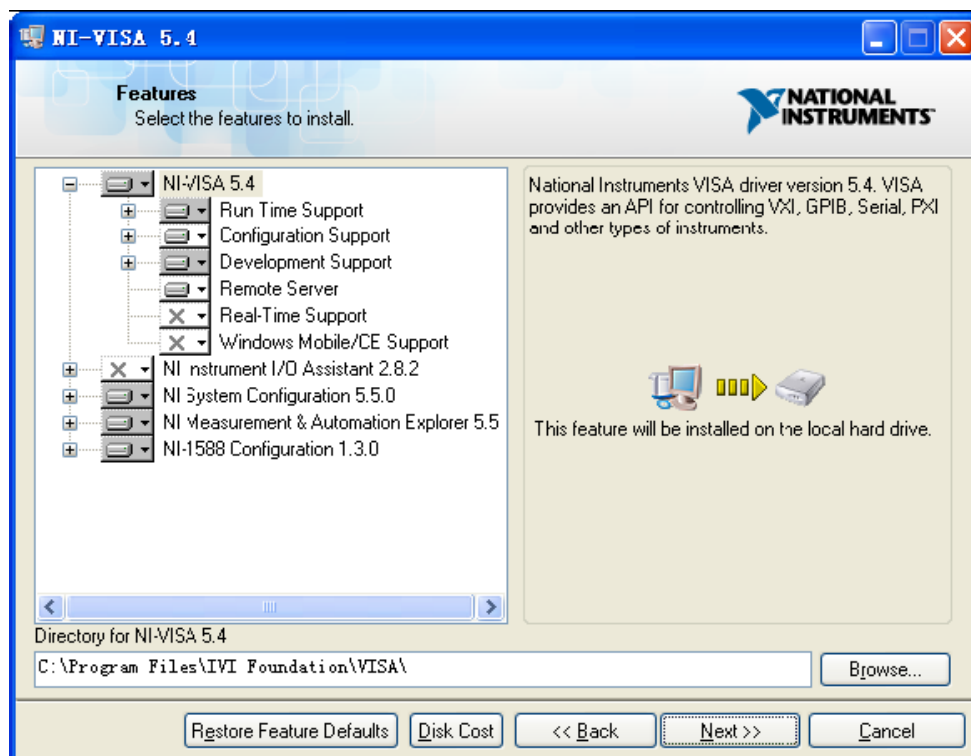 NI-VISA 5.4
Features
Select the features to install.
NATIONAL
INSTRUMENTS™
NI-VISA 5.4
Run Time Support
Configuration Support
Development Support
Remote Server
Real-Time Support
Windows Mobile/CE Support
NI Instrument I/O Assistant 2.8.2
NI System Configuration 5.5.0
NI Measurement & Automation Explorer 5.5
NI-1588 Configuration 1.3.0
National Instruments VISA driver version 5.4. VISA
provides an API for controlling VXI, GPIB, Serial, PXI
and other types of instruments.
This feature will be installed on the local hard drive.
Directory for NI-VISA 5.4
C:\Program Files\IVI Foundation\VISA\
Browse...
Restore Feature Defaults
Disk Cost
<< Back
Next >>
Cancel